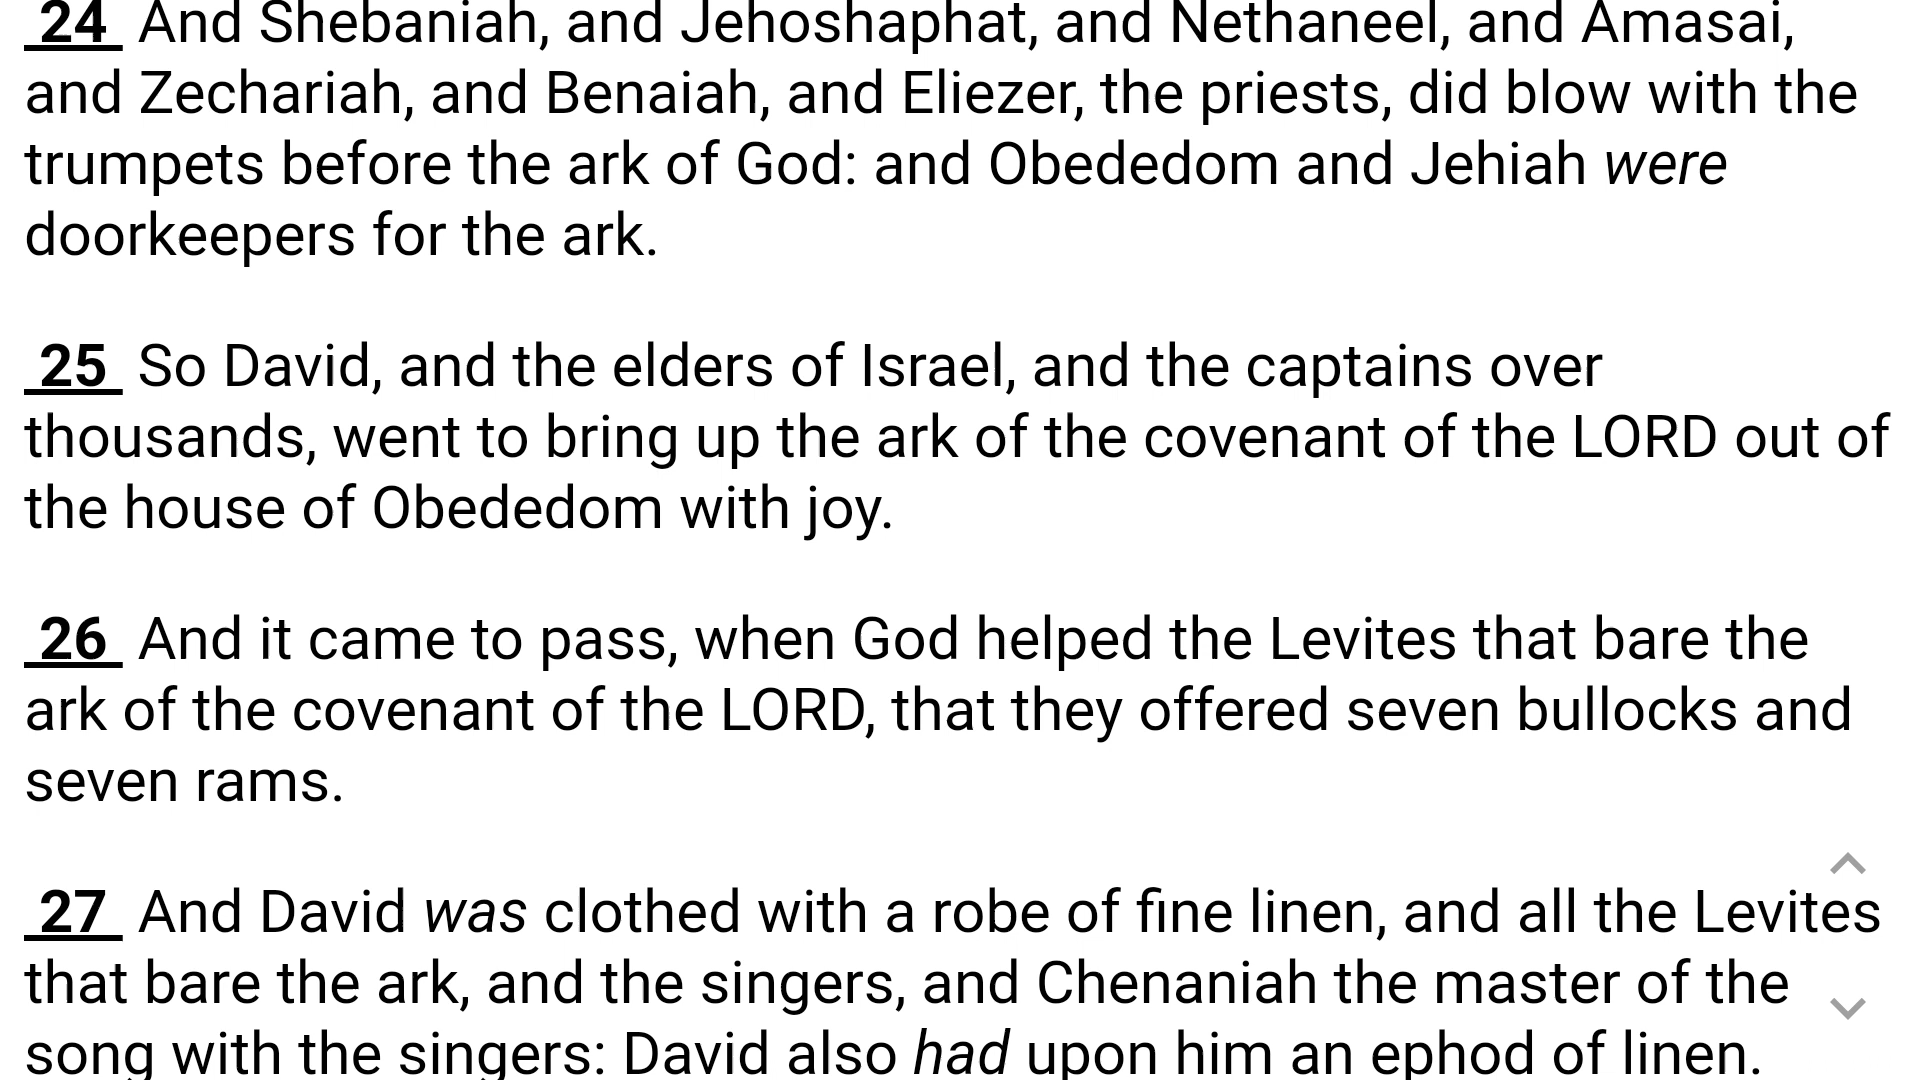 24 And Shebaniah, and Jehoshaphat, and Nethaneel, and Amasai,
and Zechariah, and Benaiah, and Eliezer, the priests, did blow with the
trumpets before the ark of God: and Obededom and Jehiah were
doorkeepers for the ark.
25 So David, and the elders of Israel, and the captains over
thousands, went to bring up the ark of the covenant of the LORD out of
the house of Obededom with joy.
26 And it came to pass, when God helped the Levites that bare the
ark of the covenant of the LORD, that they offered seven bullocks and
seven rams.
27 And David was clothed with a robe of fine linen, and all the Levites
that bare the ark, and the singers, and Chenaniah the master of the
song with the singers: David also had upon him an ephod of linen.